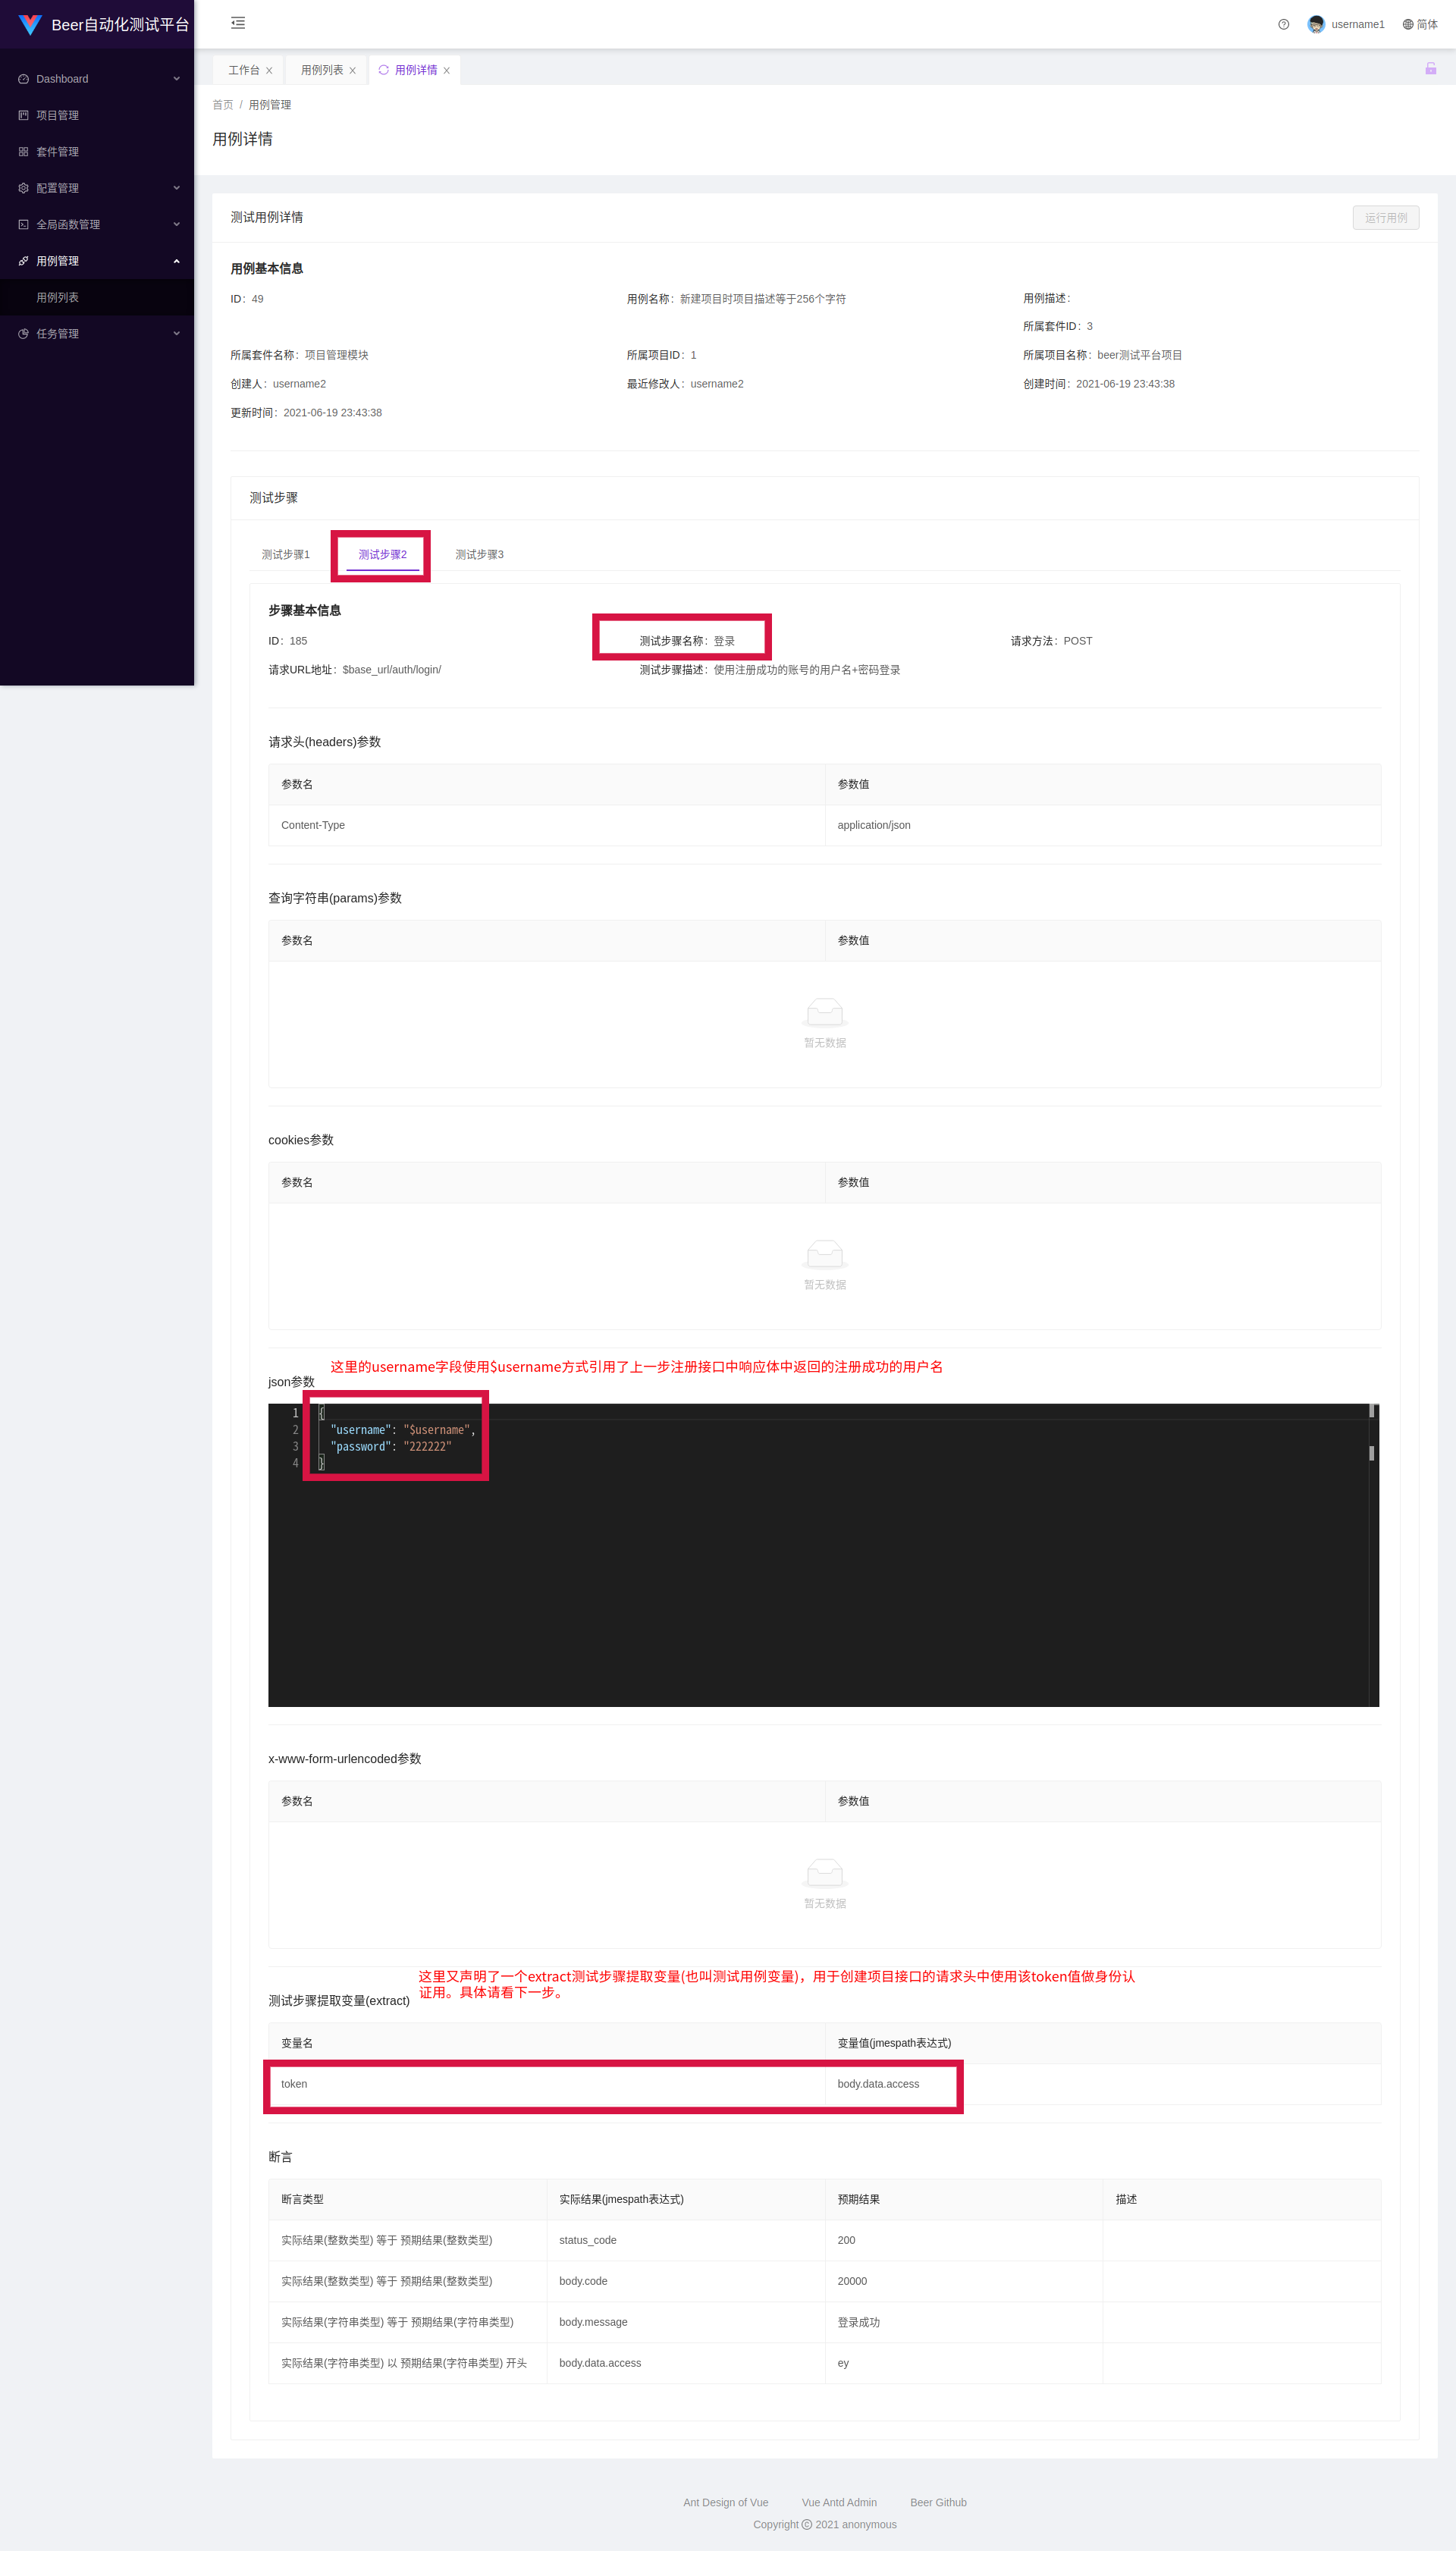 Beer自动化测试平台
username1
简体
Dashboard
项目管理
套件管理
配置管理
全局函数管理
用例管理
用例列表
任务管理
工作台
用例列表
用例详情
首页 / 用例管理
用例详情
测试用例详情
运行用例
用例基本信息
ID: 49
用例名称: 新建项目时项目描述等于256个字符
用例描述:
所属套件ID: 3
所属套件名称: 项目管理模块
所属项目ID: 1
所属项目名称: beer测试平台项目
创建人: username2
最近修改人: username2
创建时间: 2021-06-19 23:43:38
更新时间: 2021-06-19 23:43:38
测试步骤
测试步骤1
测试步骤2
测试步骤3
步骤基本信息
ID: 185
测试步骤名称: 登录
请求方法: POST
请求URL地址: $base_url/auth/login/
测试步骤描述: 使用注册成功的账号的用户名+密码登录
请求头(headers)参数
参数名
参数值
Content-Type
application/json
查询字符串(params)参数
参数名
参数值
暂无数据
cookies参数
参数名
参数值
暂无数据
这里的username字段使用$username方式引用了上一步注册接口中响应体中返回的注册成功的用户名
json参数
1 {
2 "username": "$username",
3 "password": "222222"
4 }
x-www-form-urlencoded参数
参数名
参数值
暂无数据
这里又声明了一个extract测试步骤提取变量(也叫测试用例变量)，用于创建项目接口的请求头中使用该token值做身份认
证用。具体请看下一步。
测试步骤提取变量(extract)
变量名
变量值(jmespath表达式)
token
body.data.access
断言
断言类型
实际结果(jmespath表达式)
预期结果
描述
实际结果(整数类型) 等于 预期结果(整数类型)
status_code
200
实际结果(整数类型) 等于 预期结果(整数类型)
body.code
20000
实际结果(字符串类型) 等于 预期结果(字符串类型)
body.message
登录成功
实际结果(字符串类型) 以 预期结果(字符串类型) 开头
body.data.access
ey
Ant Design of Vue
Vue Antd Admin
Beer Github
Copyright © 2021 anonymous